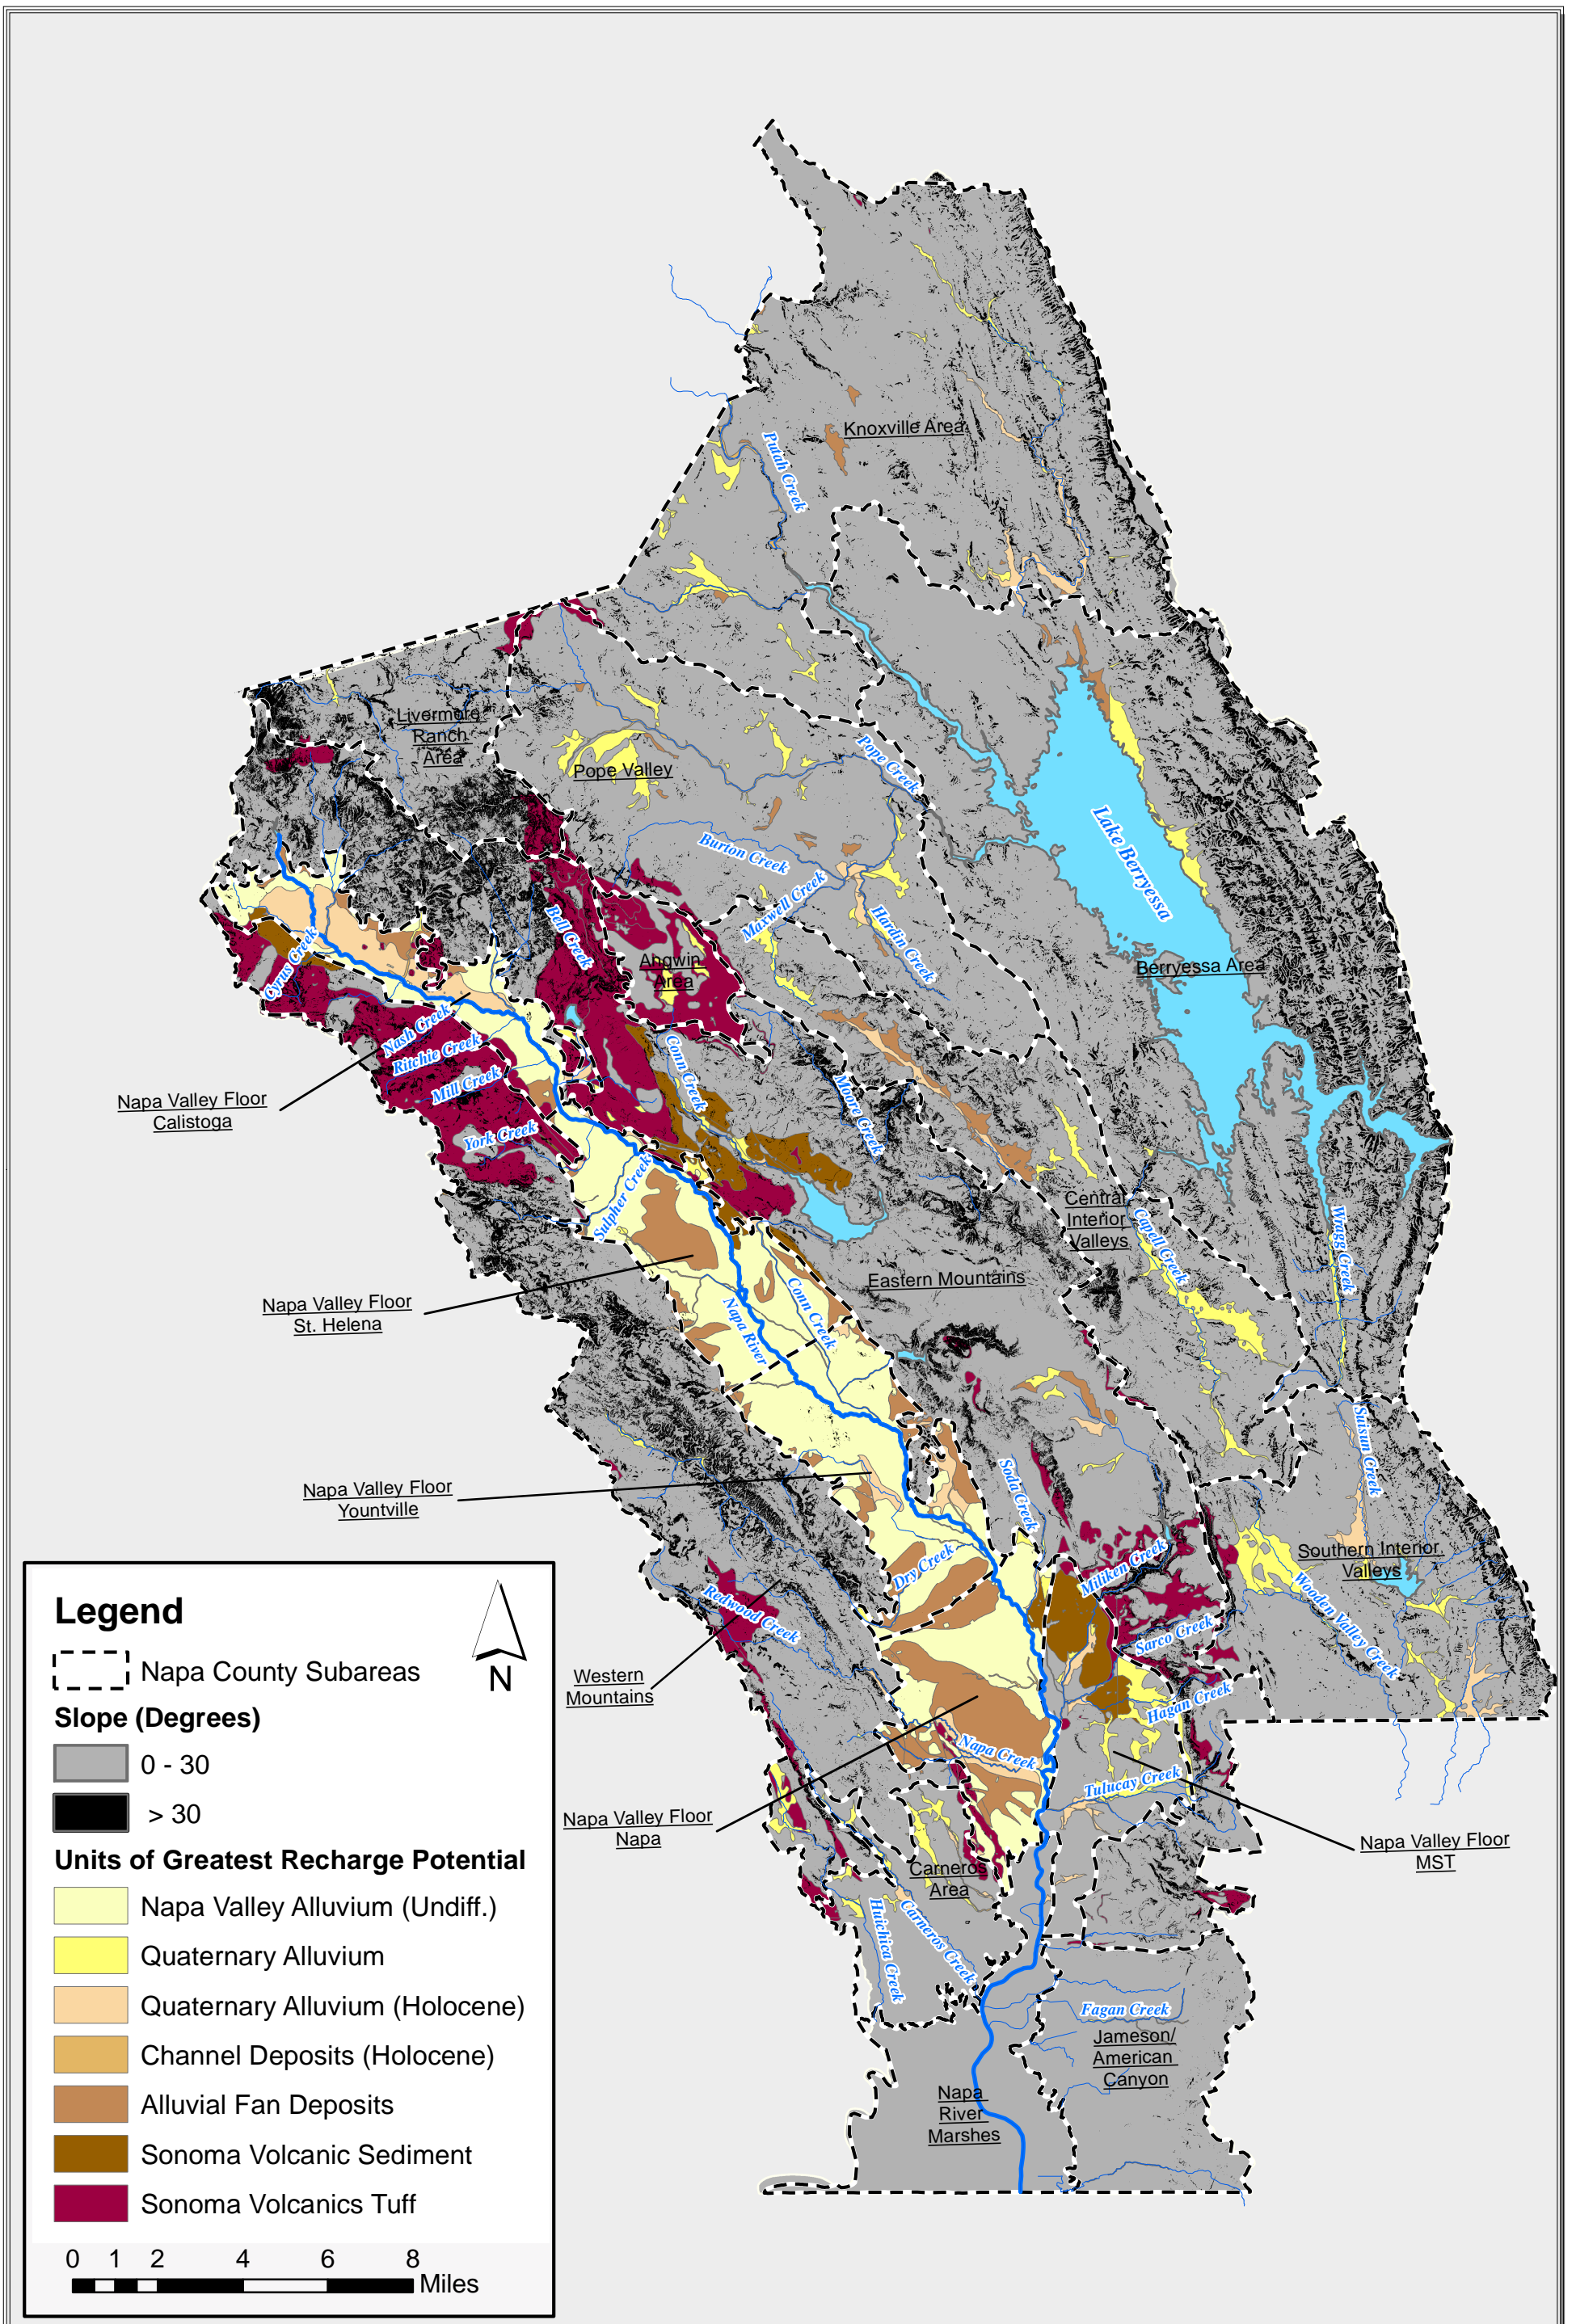 Knoxville Area
Putah Creek
Livermore
Ranch
Area
Pope Valley
Pope Creek
Lake Berryessa
Burton Creek
Maxwell Creek
Hardin Creek
Bell Creek
Angwin
Area
Berryessa Area
Cyrus Creek
Nash Creek
Ritchie Creek
Mill Creek
Conn Creek
Moore Creek
Napa Valley Floor
Calistoga
York Creek
Sulpher Creek
Central
Interior
Valleys
Capell Creek
Wragg Creek
Eastern Mountains
Napa Valley Floor
St. Helena
Conn Creek
Napa River
Suisun Creek
Napa Valley Floor
Yountville
Soda Creek
Dry Creek
Miliken Creek
Southern Interior
Valleys
Wooden Valley Creek
Redwood Creek
Sarco Creek
Western
Mountains
Hagan Creek
Napa Creek
Tulucay Creek
Napa Valley Floor
Napa
Napa Valley Floor
MST
Carneros
Area
Huichica Creek
Carneros Creek
Fagan Creek
Jameson/
American
Canyon
Napa
River
Marshes
Legend
N
Napa County Subareas
Slope (Degrees)
0 - 30
> 30
Units of Greatest Recharge Potential
Napa Valley Alluvium (Undiff.)
Quaternary Alluvium
Quaternary Alluvium (Holocene)
Channel Deposits (Holocene)
Alluvial Fan Deposits
Sonoma Volcanic Sediment
Sonoma Volcanics Tuff
0 1 2 4 6 8
Miles